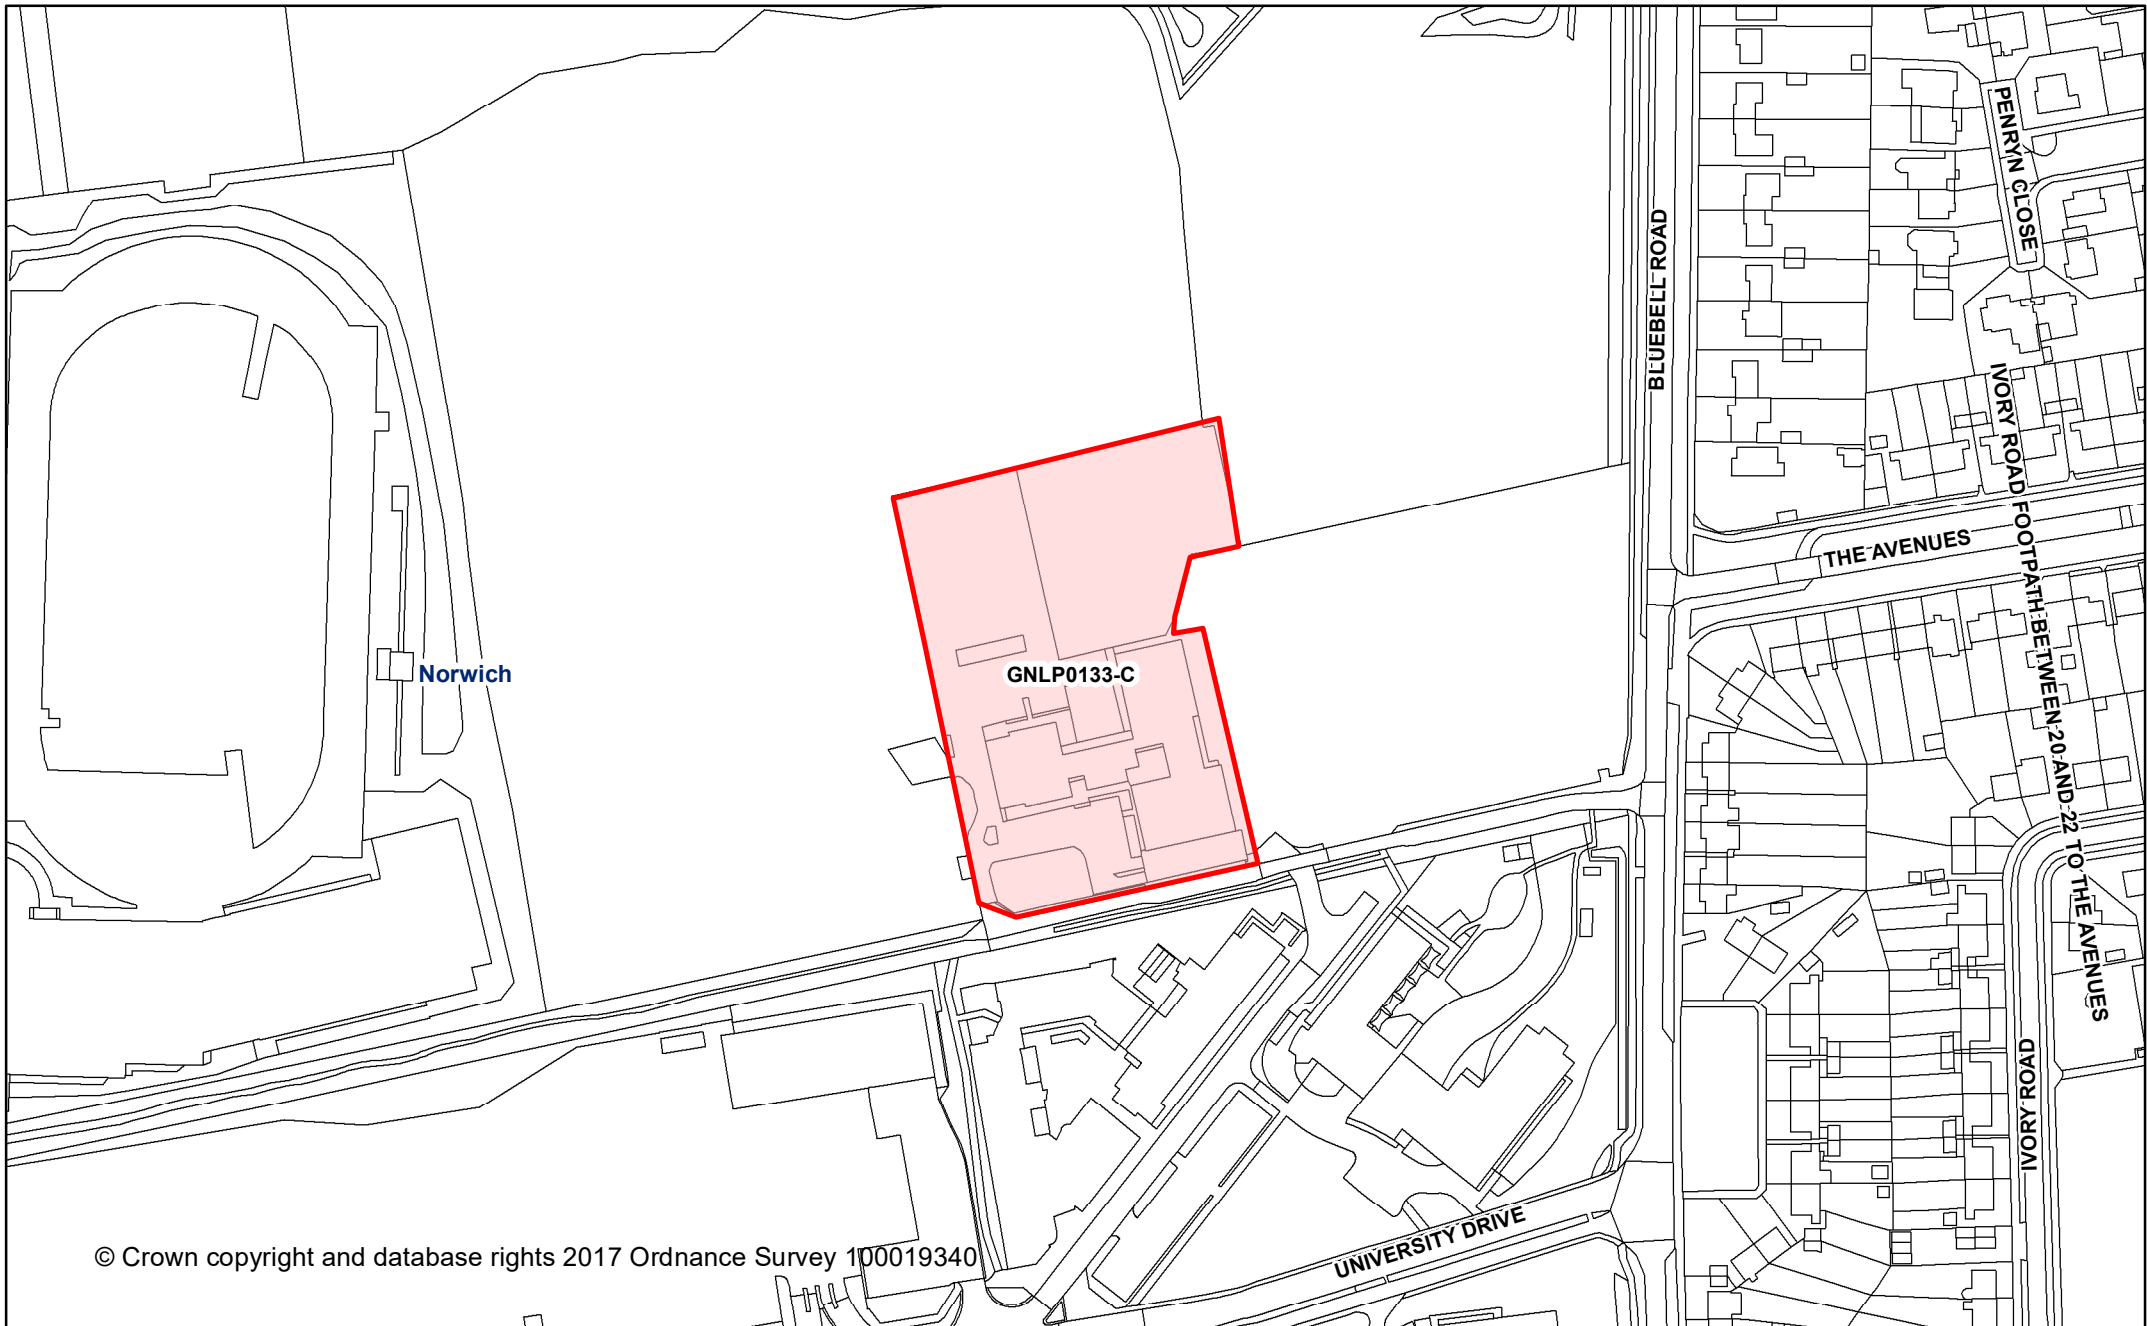 PENRYN CLOSE
BLUEBELL ROAD
IVORY ROAD FOOTPATH BETWEEN 20 AND 22 TO THE AVENUES
THE AVENUES
Norwich
GNLP0133-C
IVORY ROAD
UNIVERSITY DRIVE
© Crown copyright and database rights 2017 Ordnance Survey 100019340